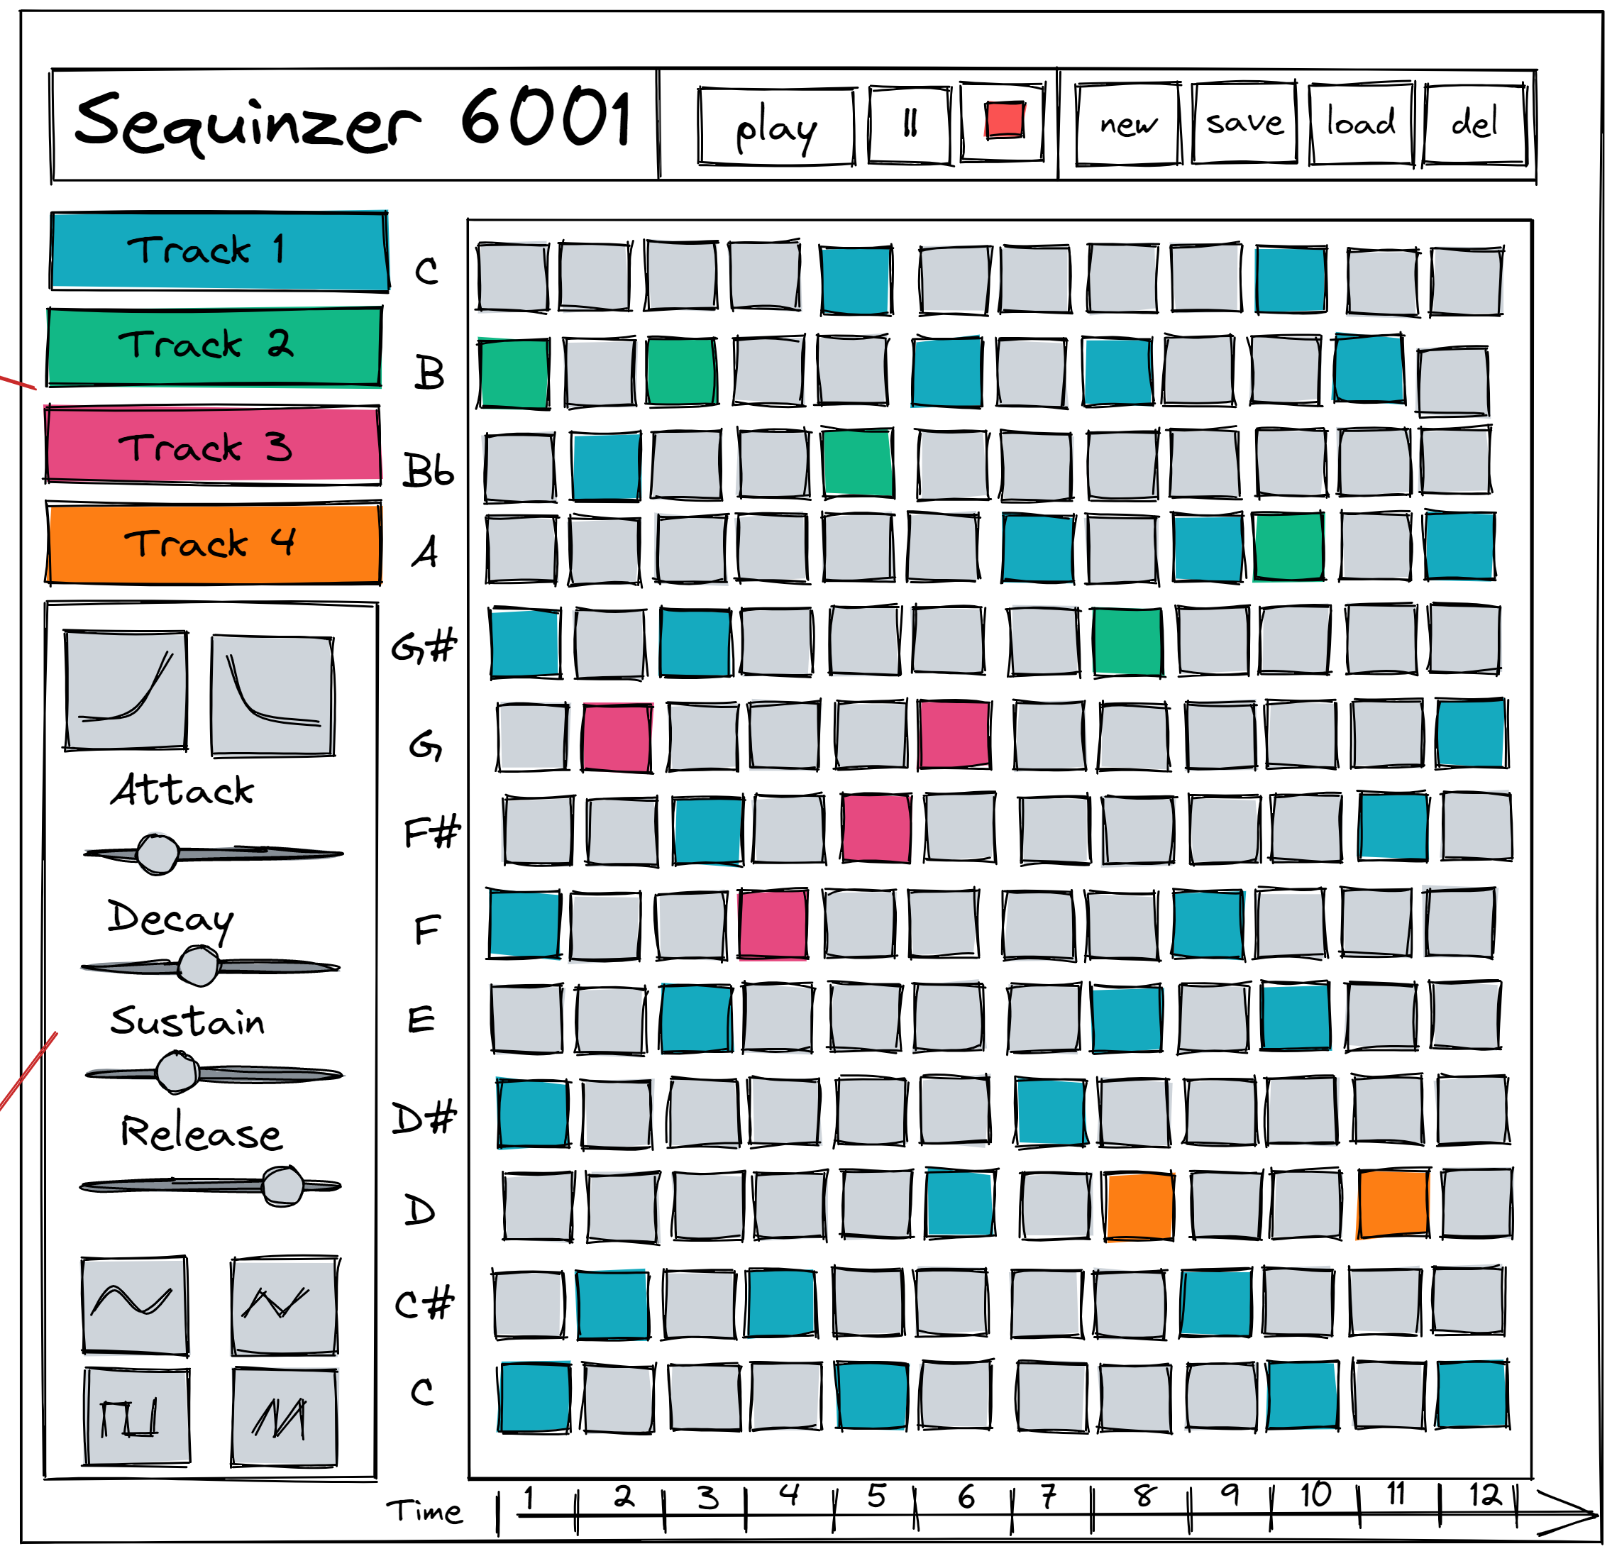 Sequinzer 6001
play
II
new
save
load
del
Track 1
Track 2
Track 3
Track 4
Attack
Decay
Sustain
Release
C
B
Bb
A
G#
G
F#
F
E
D#
D
C#
C
Time 1 2 3 4 5 6 7 8 9 10 11 12